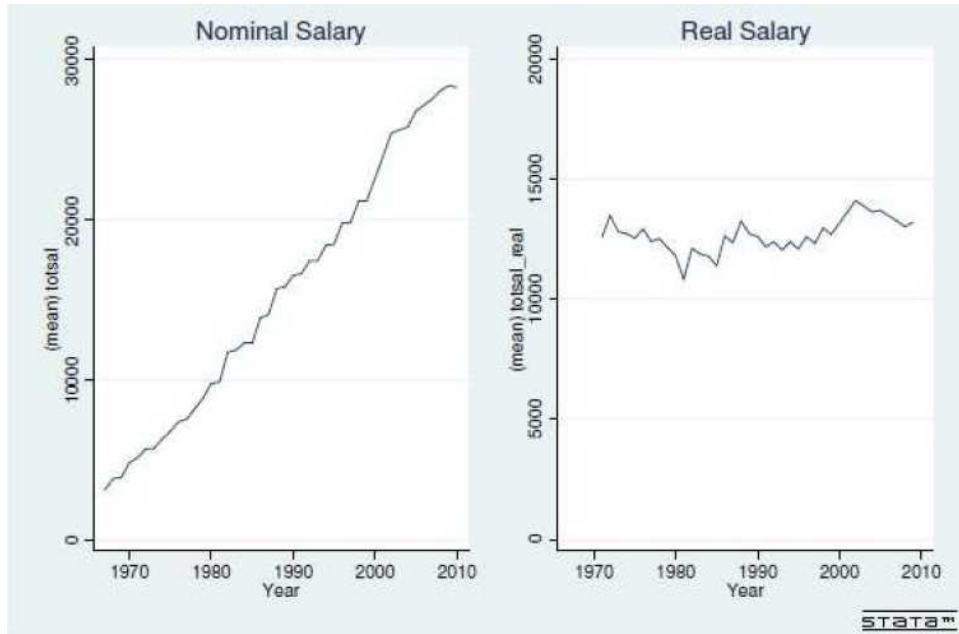 Nominal Salary
(mean) totsal
30000
20000
10000
0
1970 1980 1990 2000 2010
Year
Real Salary
(mean) totsal_real
20000
15000
10000
5000
0
1970 1980 1990 2000 2010
Year
STATA™